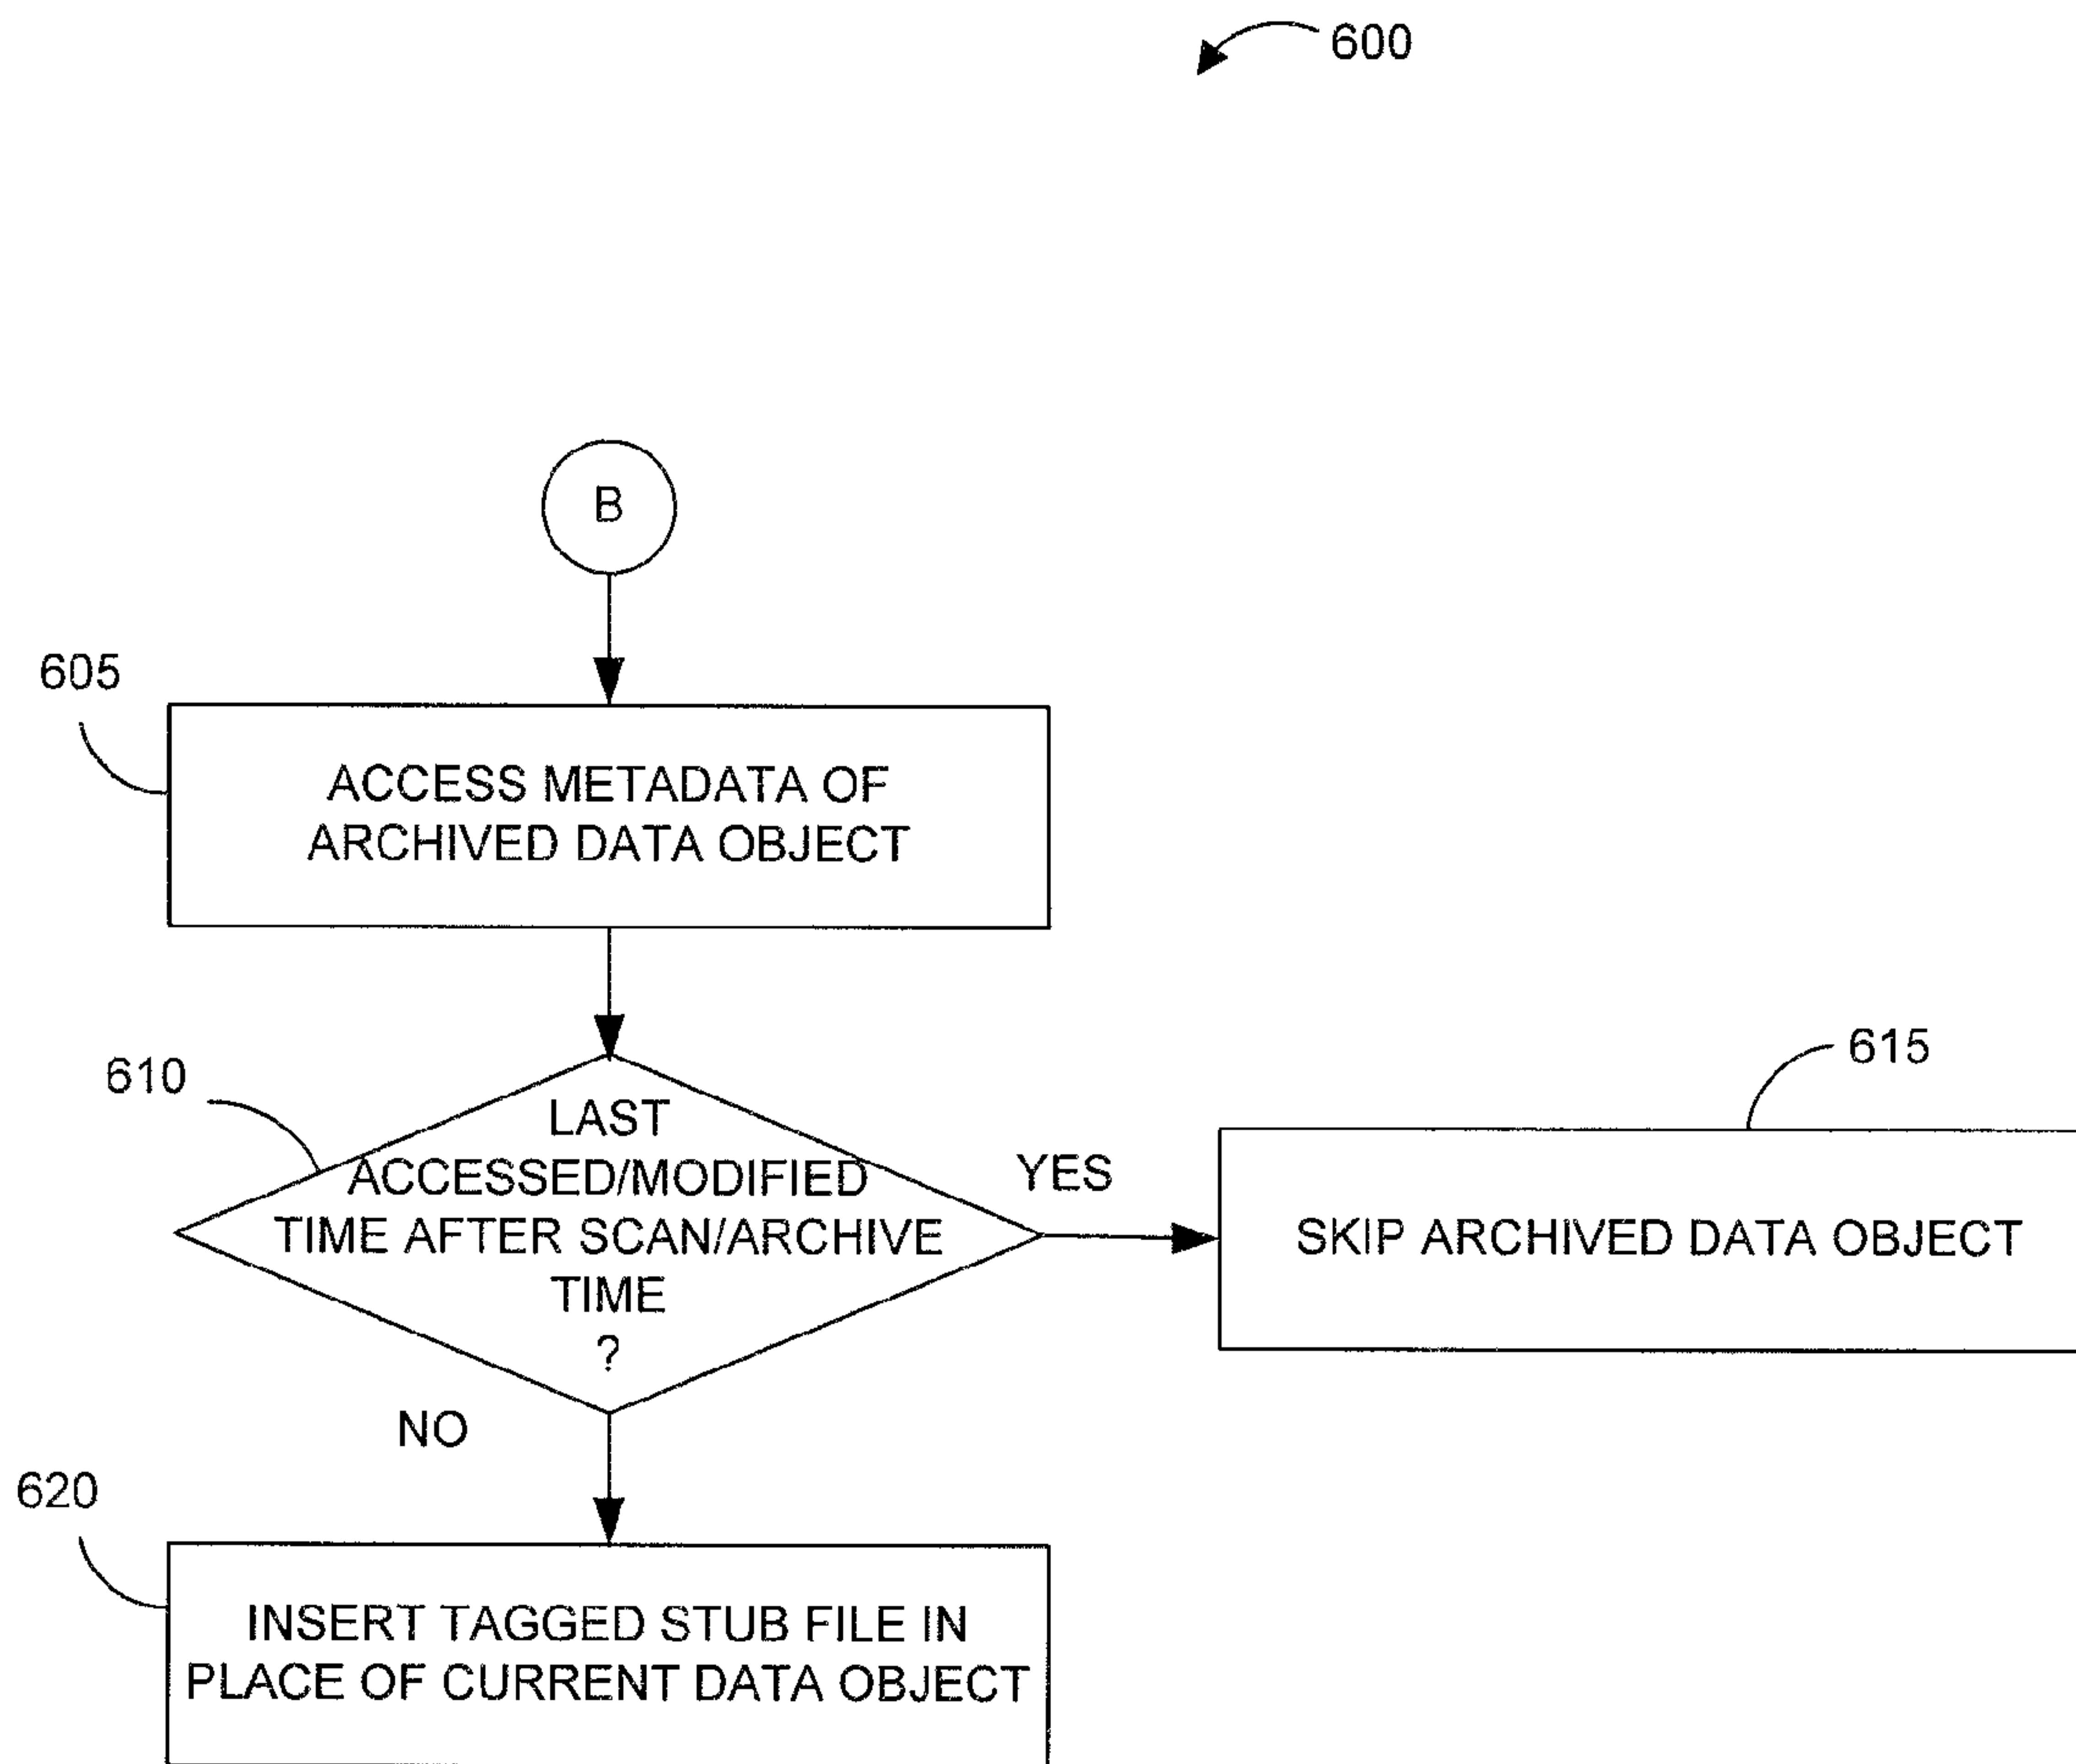 600
B
605
ACCESS METADATA OF
ARCHIVED DATA OBJECT
610
LAST
ACCESSED/MODIFIED
TIME AFTER SCAN/ARCHIVE
TIME
?
YES
615
SKIP ARCHIVED DATA OBJECT
NO
620
INSERT TAGGED STUB FILE IN
PLACE OF CURRENT DATA OBJECT